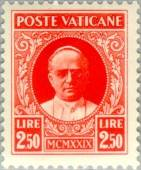 POSTE VATICANE
LIRE LIRE
2.50 MCMXXIX 2.50